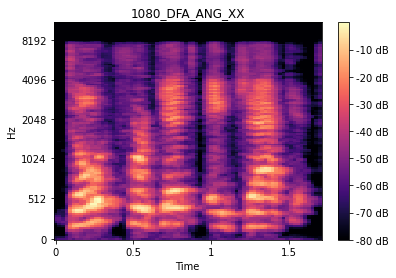 1080_DFA_ANG_XX
8192
4096
2048
1024
512
0
Hz
0
0.5
1
1.5
Time
-10 dB
-20 dB
-30 dB
-40 dB
-50 dB
-60 dB
-70 dB
-80 dB